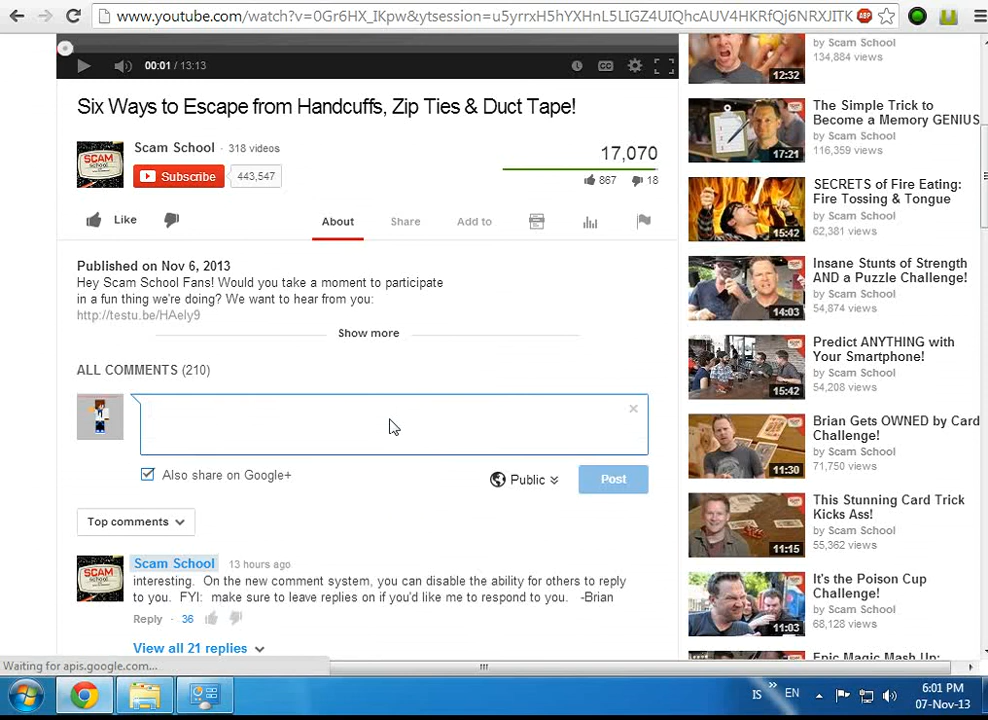 www.youtube.com/watch?v=0Gr6HX_IKpw&ytsession=u5yrrxH5hYXHnL5LIGZ4UIQhcAUV4HKRfQj6NRXJITK
ABP
00:01 / 13:13
CC
Six Ways to Escape from Handcuffs, Zip Ties & Duct Tape!
SCAM school
Scam School · 318 videos
Subscribe 443,547
17,070
867 18
Like
About Share Add to
Published on Nov 6, 2013
Hey Scam School Fans! Would you take a moment to participate
in a fun thing we're doing? We want to hear from you:
http://testu.be/HAely9
Show more
ALL COMMENTS (210)
Also share on Google+
Public
Post
Top comments
SCAM school
Scam School 13 hours ago
interesting. On the new comment system, you can disable the ability for others to reply
to you. FYI: make sure to leave replies on if you'd like me to respond to you. -Brian
Reply · 36
View all 21 replies
12:32
by Scam School
134,884 views
17:21
The Simple Trick to
Become a Memory GENIUS
by Scam School
116,359 views
15:42
SECRETS of Fire Eating:
Fire Tossing & Tongue
by Scam School
62,381 views
14:03
Insane Stunts of Strength
AND a Puzzle Challenge!
by Scam School
54,874 views
15:42
Predict ANYTHING with
Your Smartphone!
by Scam School
54,208 views
11:30
Brian Gets OWNED by Card
Challenge!
by Scam School
71,750 views
11:15
This Stunning Card Trick
Kicks Ass!
by Scam School
55,362 views
11:03
It's the Poison Cup
Challenge!
by Scam School
68,128 views
Epic Magic Mash Up:
Waiting for apis.google.com...
IS
EN
6:01 PM
07-Nov-13